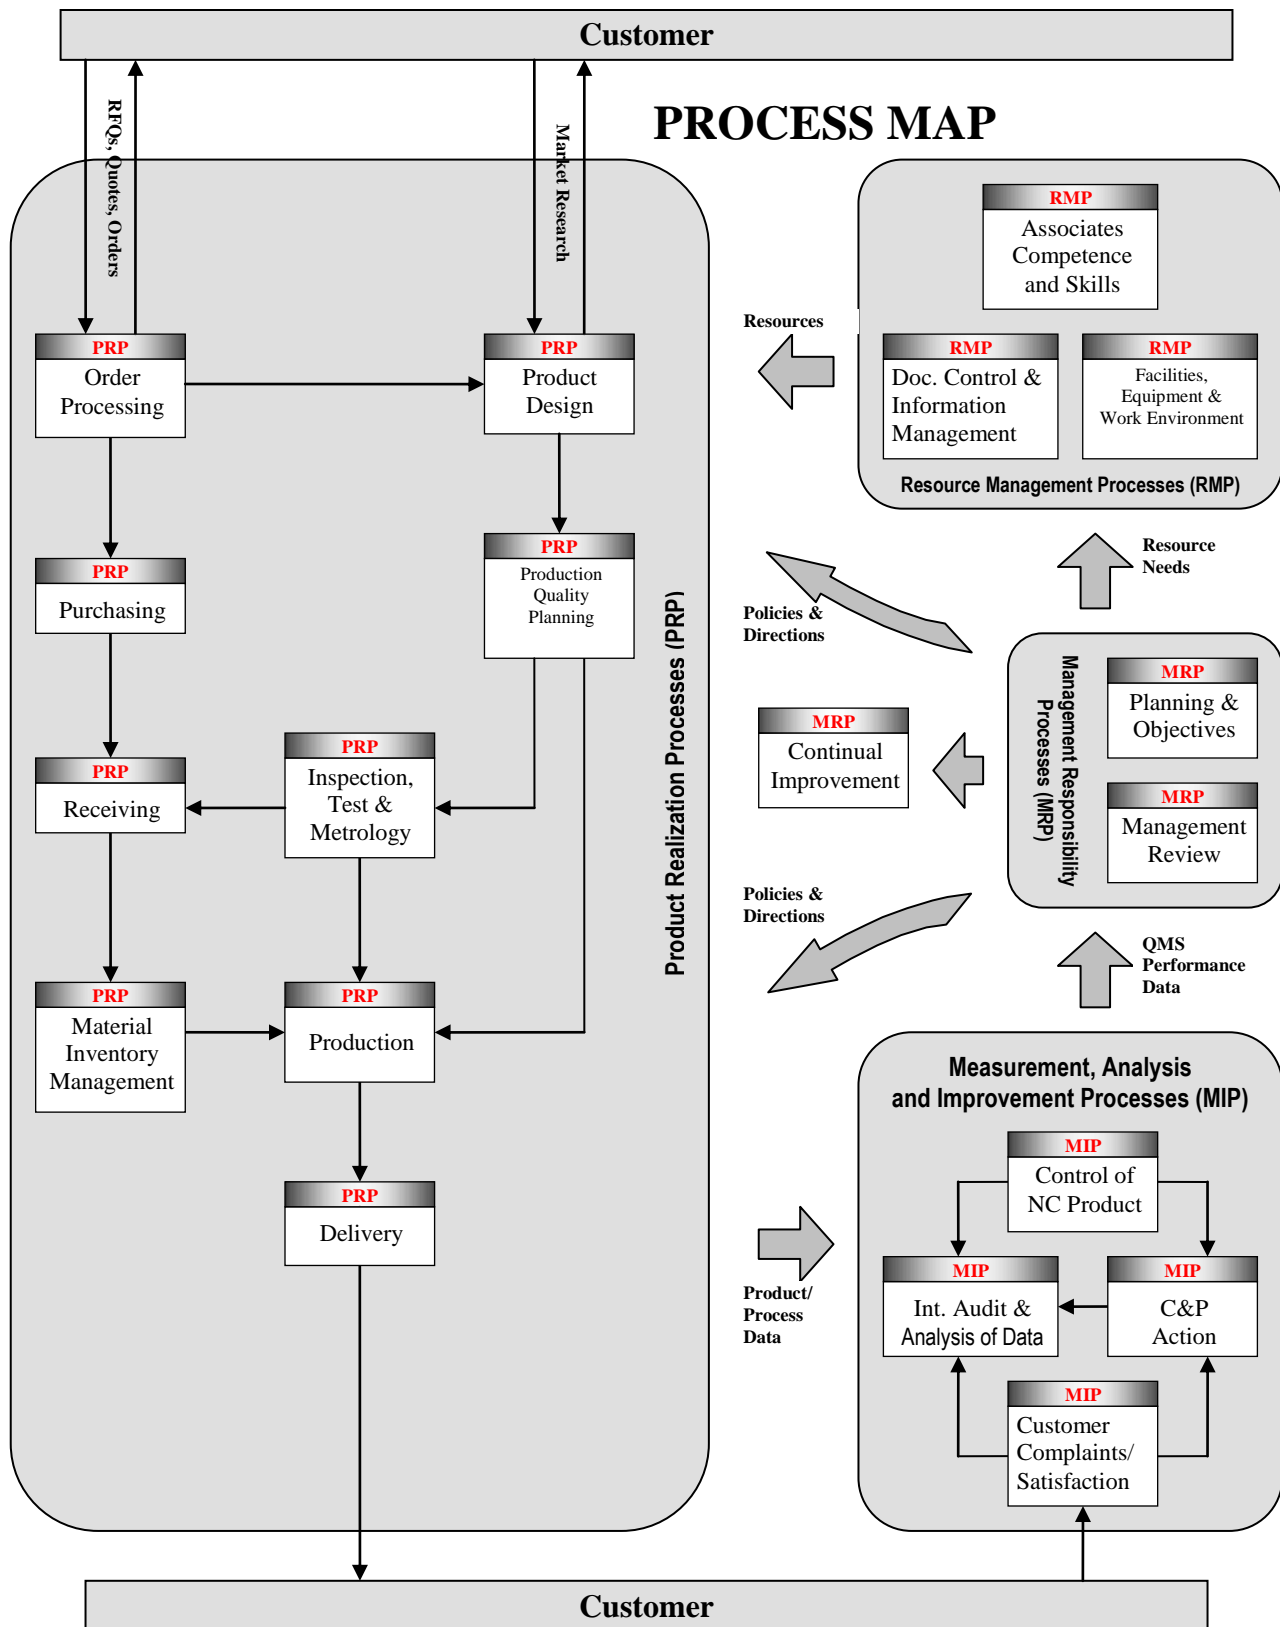 Customer
RFQs, Quotes, Orders
Market Research
PROCESS MAP
PRP
Order
Processing
PRP
Product
Design
PRP
Purchasing
PRP
Production
Quality
Planning
PRP
Receiving
PRP
Inspection,
Test &
Metrology
PRP
Material
Inventory
Management
PRP
Production
PRP
Delivery
Product Realization Processes (PRP)
RMP
Associates
Competence
and Skills
Resources
RMP
Doc. Control &
Information
Management
RMP
Facilities,
Equipment &
Work Environment
Resource Management Processes (RMP)
Resource
Needs
Policies &
Directions
Management Responsibility
Processes (MRP)
MRP
Planning &
Objectives
MRP
Continual
Improvement
MRP
Management
Review
Policies &
Directions
QMS
Performance
Data
Measurement, Analysis
and Improvement Processes (MIP)
MIP
Control of
NC Product
MIP
Int. Audit &
Analysis of Data
MIP
C&P
Action
Product/
Process
Data
MIP
Customer
Complaints/
Satisfaction
Customer